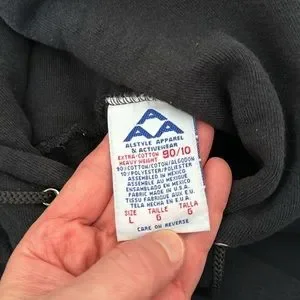 A
A A
ALSTYLE APPAREL
& ACTIVEWEAR
EXTRA-COTTON 90/10
HEAVY WEIGHT
90/COTTON/COTON/ALGODON
10/POLYESTER/POLIESTER
ASSEMBLED IN MEXICO
ASSEMBLE AU MEXIQUE
ENSAMBLADO EN MEXICO
FABRIC MADE IN U.S.A.
TISSU FABRIQUE AUX E.U.
TELA HECHA EN E.U.A.
SIZE TAILLE TALLA
L G G
CARE ON REVERSE